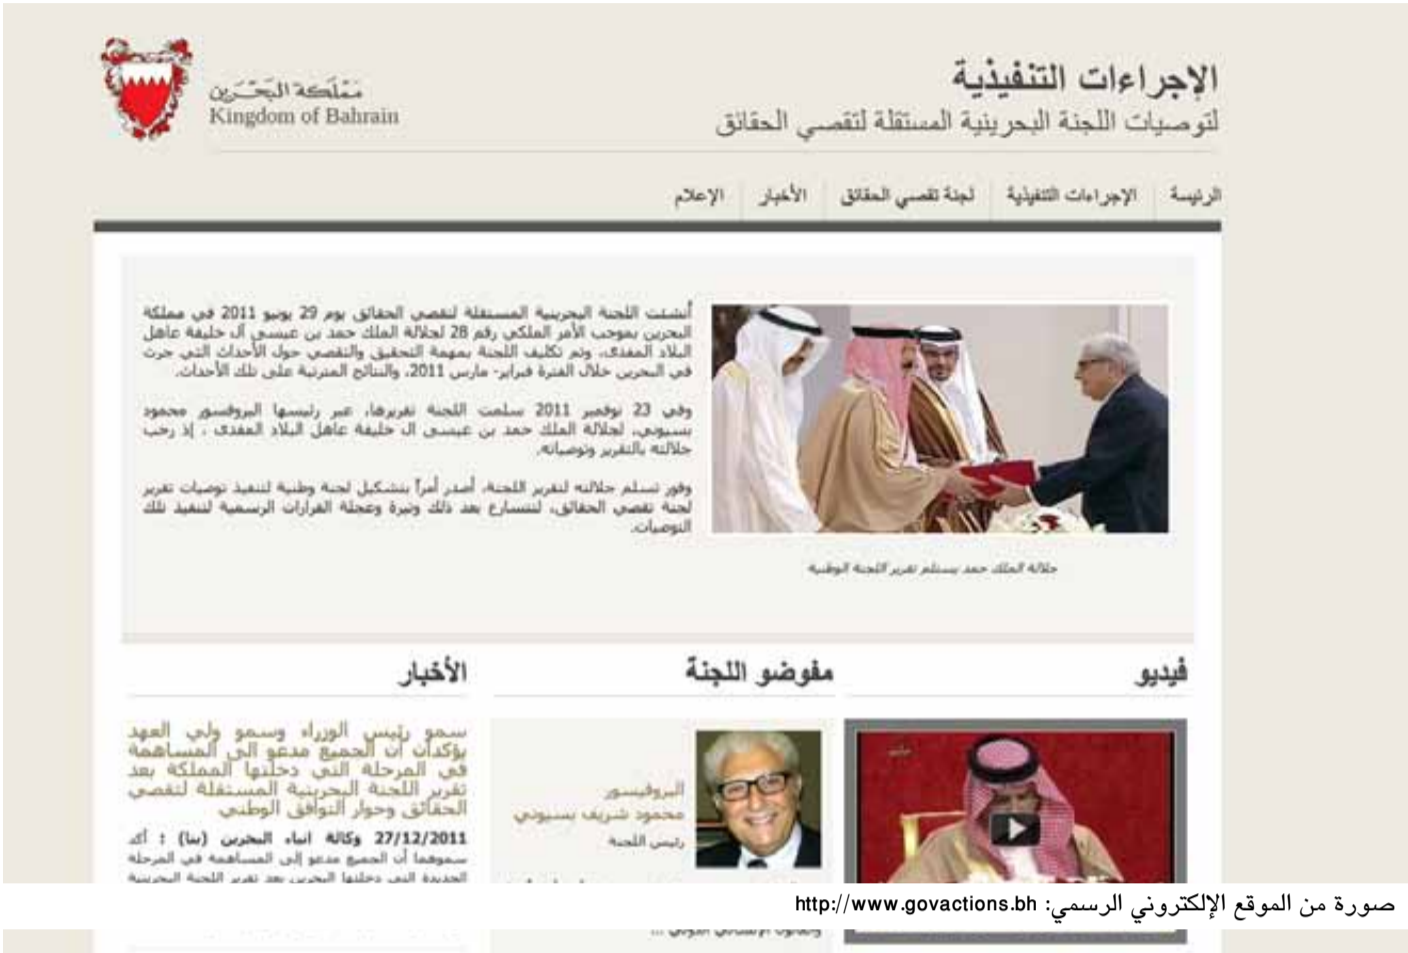 الإجراءات التنفيذية
لتوصيات اللجنة البحرينية المستقلة لتقصي الحقائق
مملكة البحرين
Kingdom of Bahrain
الرئيسة
الإجراءات التنفيذية
لجنة تقصي الحقائق
الأخبار
الإعلام
أنشئت اللجنة البحرينية المستقلة لتقصي الحقائق يوم 29 يونيو 2011 في مملكة
البحرين بموجب الأمر الملكي رقم 28 لجلالة الملك حمد بن عيسى آل خليفة عاهل
البلاد المفدى، وتم تكليف اللجنة بمهمة التحقيق والتقصي حول الأحداث التي جرت
في البحرين خلال الفترة فبراير- مارس 2011، والنتائج المترتبة على تلك الأحداث.
وفي 23 نوفمبر 2011 سلمت اللجنة تقريرها، عبر رئيسها البروفسور محمود
بسيوني، لجلالة الملك حمد بن عيسى ال خليفة عاهل البلاد المفدى ، إذ رحب
جلالته بالتقرير وتوصياته.
وفور تسلم جلالته لتقرير اللجنة، أصدر أمراً بتشكيل لجنة وطنية لتنفيذ توصيات تقرير
لجنة تقصي الحقائق، لتتسارع بعد ذلك وتيرة وعجلة القرارات الرسمية لتنفيذ تلك
التوصيات.
جلالة الملك حمد يستلم تقرير اللجنة الوطنية
فيديو
مفوضو اللجنة
البروفيسور
محمود شريف بسيوني
رئيس اللجنة
الأخبار
سمو رئيس الوزراء وسمو ولي العهد
يؤكدان أن الجميع مدعو الى المساهمة
في المرحلة التي دخلتها المملكة بعد
تقرير اللجنة البحرينية المستقلة لتقصي
الحقائق وحوار التوافق الوطني
27/12/2011 وكالة انباء البحرين (بنا) : أكد
سموهما أن الجميع مدعو إلى المساهمة في المرحلة
الجديدة التي دخلتها البحرين بعد تقرير اللجنة البحرينية
صورة من الموقع الإلكتروني الرسمي: http://www.govactions.bh